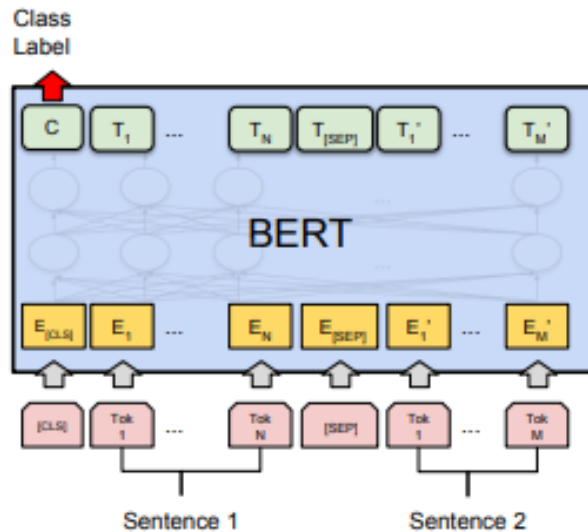 Class
Label
C T1 ... TN T[SEP] T1' ... TM'
...
BERT
...
E[CLS] E1 ... EN E[SEP] E1' ... EM'
[CLS] Tok 1 ... Tok N [SEP] Tok 1 ... Tok M
Sentence 1 Sentence 2